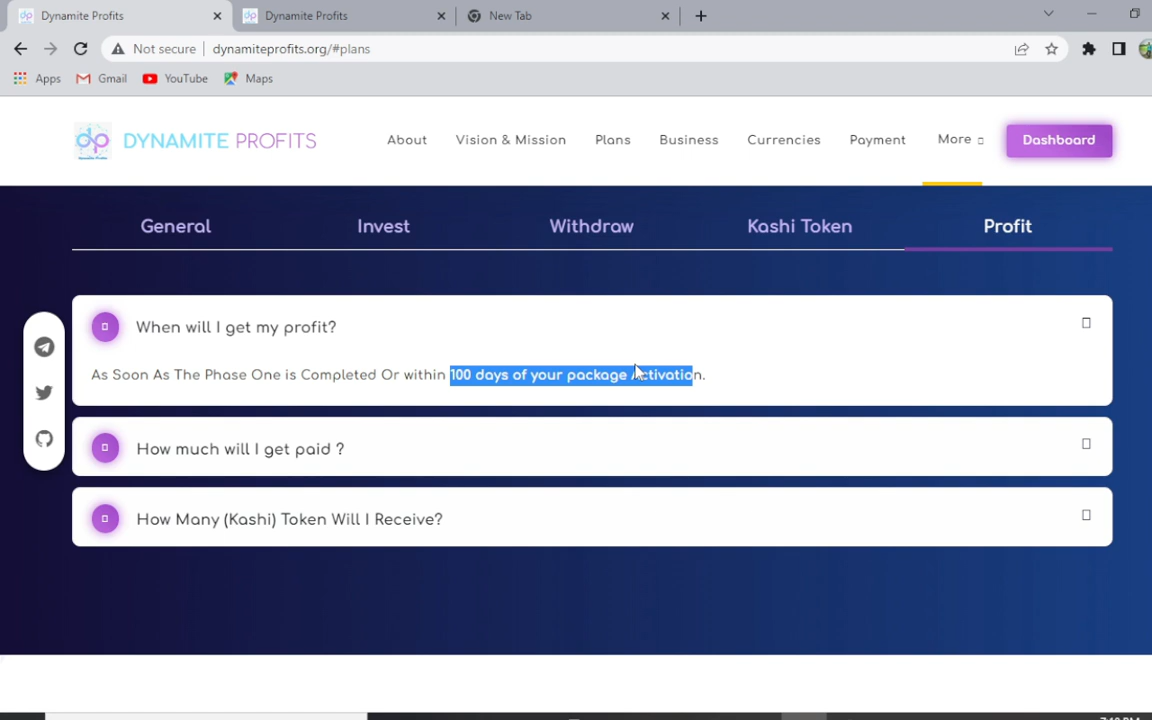 Dynamite Profits
Dynamite Profits
New Tab
Not secure
dynamiteprofits.org/#plans
Apps
Gmail
YouTube
Maps
dp
DYNAMITE PROFITS
About
Vision & Mission
Plans
Business
Currencies
Payment
More
Dashboard
General
Invest
Withdraw
Kashi Token
Profit
When will I get my profit?
As Soon As The Phase One is Completed Or within 100 days of your package Activation.
How much will I get paid ?
How Many (Kashi) Token Will I Receive?